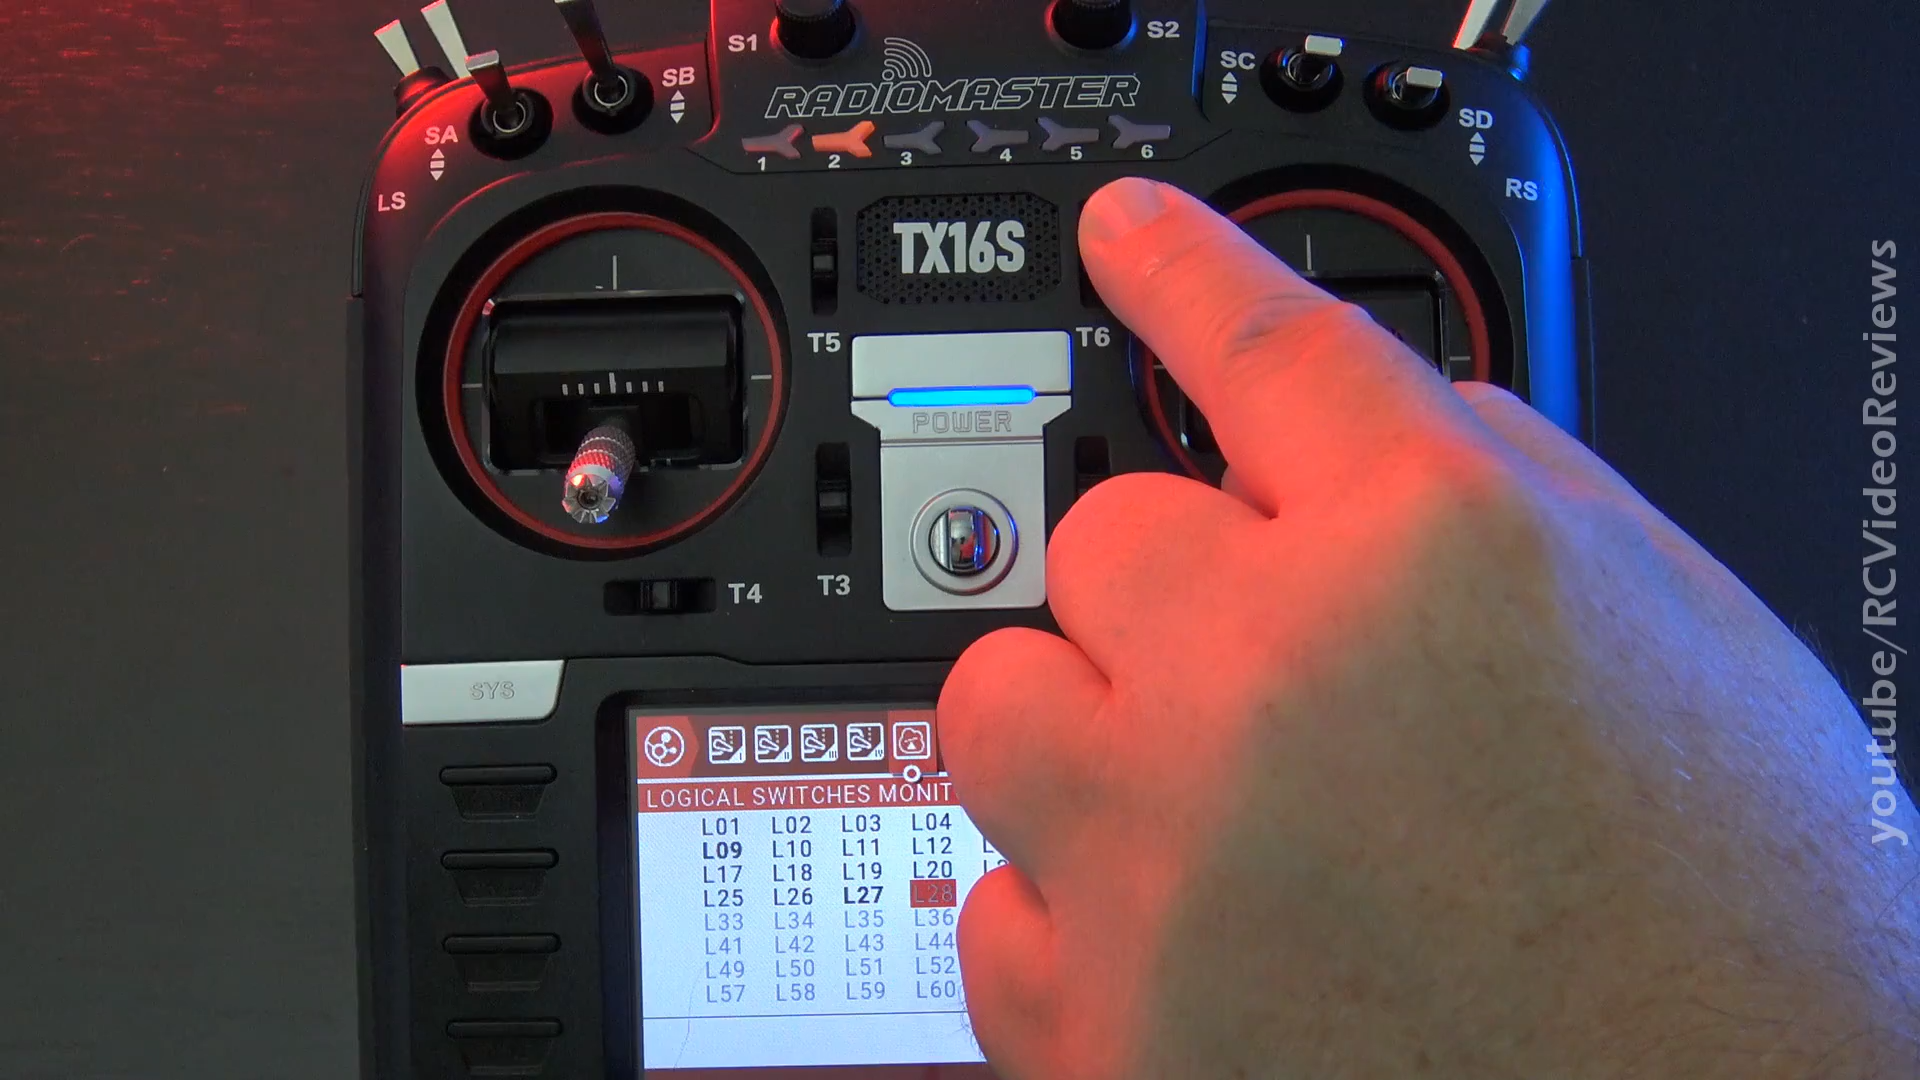 S1
S2
SB
SC
RADIOMASTER
SA
SD
1 2 3 4 5 6
LS
RS
TX16S
T5
T6
POWER
T4
T3
SYS
LOGICAL SWITCHES
L01 L02 L03 L04
L09 L10 L11 L12
L17 L18 L19 L20
L25 L26 L27 L28
L33 L34 L35 L36
L41 L42 L43 L44
L49 L50 L51 L52
L57 L58 L59 L60
youtube/RCVideoReviews